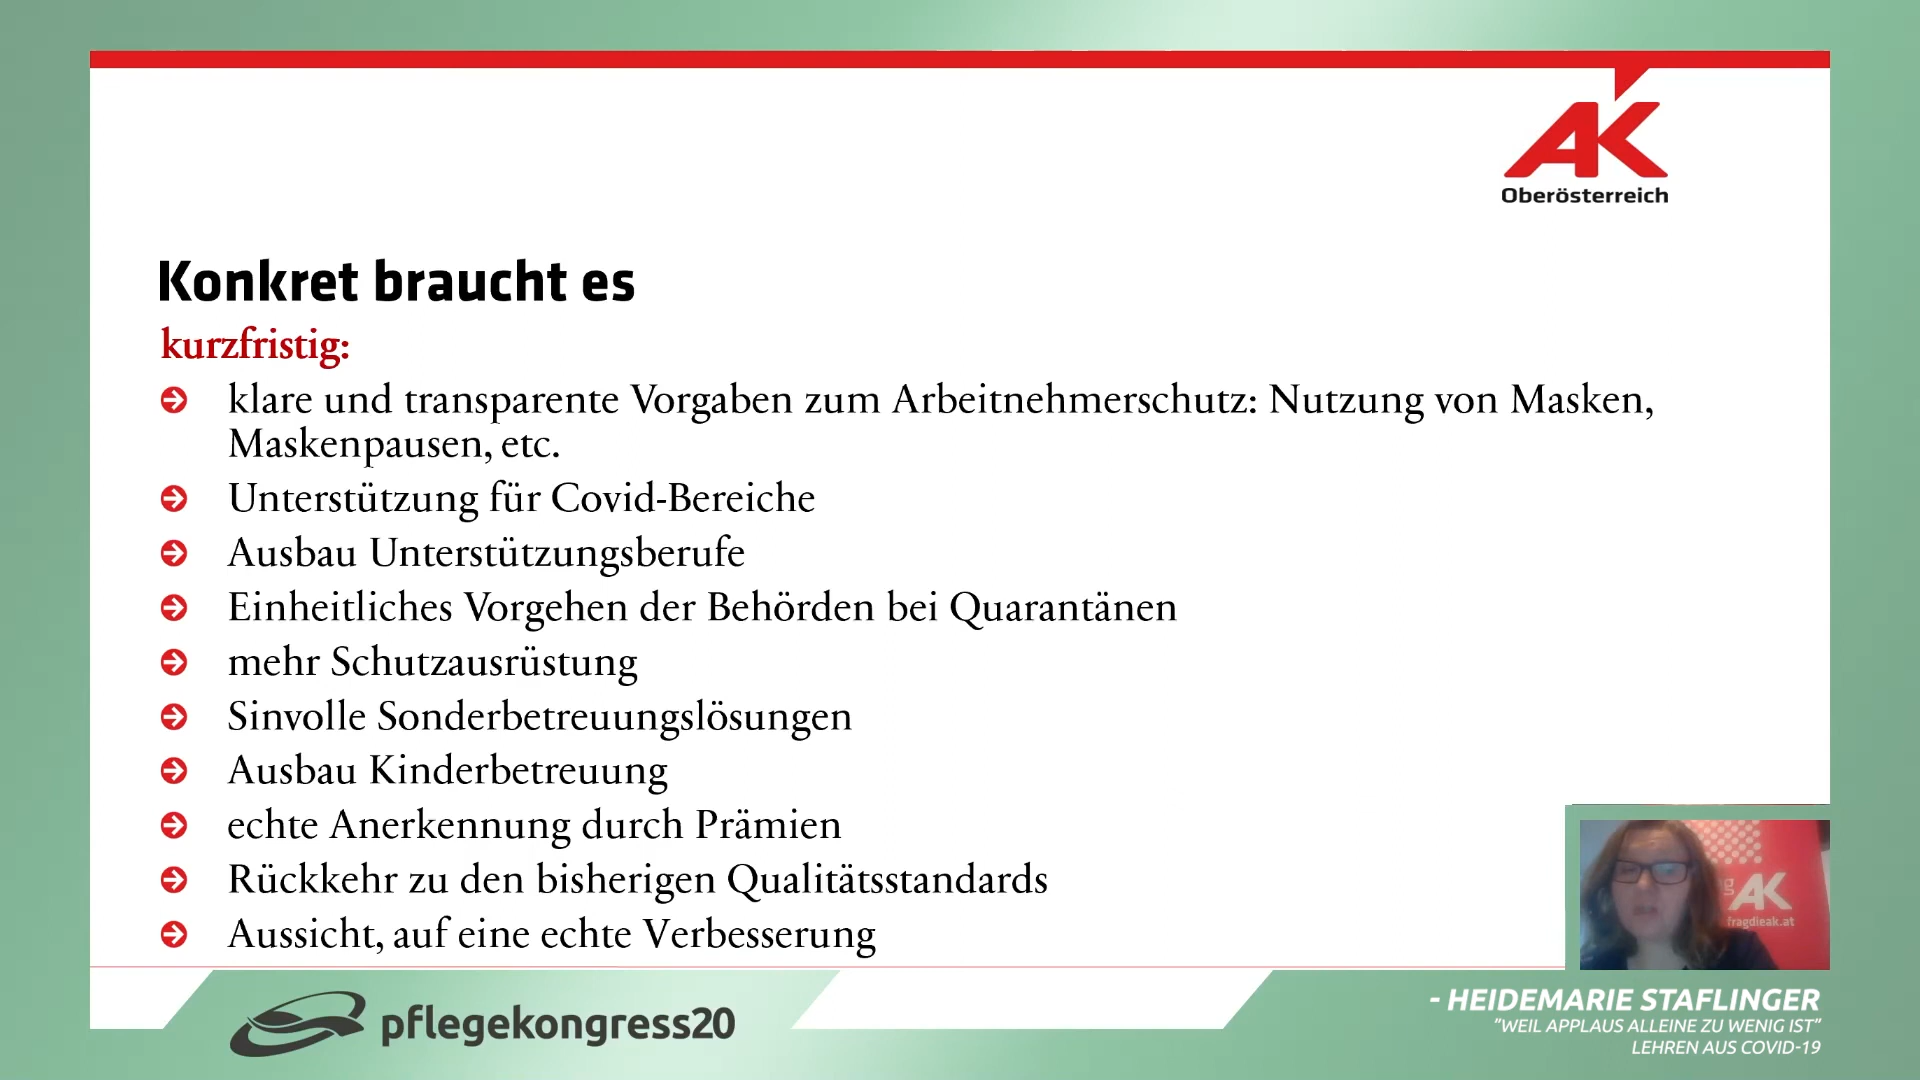 AK
Oberösterreich
Konkret braucht es
kurzfristig:
klare und transparente Vorgaben zum Arbeitnehmerschutz: Nutzung von Masken,
Maskenpausen, etc.
Unterstützung für Covid-Bereiche
Ausbau Unterstützungsberufe
Einheitliches Vorgehen der Behörden bei Quarantänen
mehr Schutzausrüstung
Sinvolle Sonderbetreuungslösungen
Ausbau Kinderbetreuung
echte Anerkennung durch Prämien
Rückkehr zu den bisherigen Qualitätsstandards
Aussicht, auf eine echte Verbesserung
AK
fragdieak.at
pflegekongress20
- HEIDEMARIE STAFLINGER
"WEIL APPLAUS ALLEINE ZU WENIG IST"
LEHREN AUS COVID-19